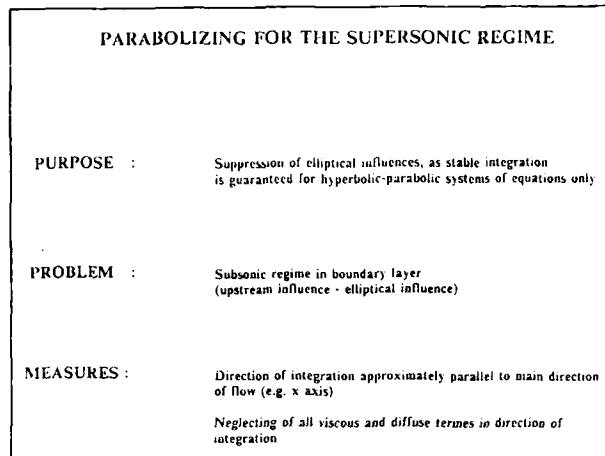 PARABOLIZING FOR THE SUPERSONIC REGIME
PURPOSE : Suppression of elliptical influences, as stable integration
is guaranteed for hyperbolic-parabolic systems of equations only
PROBLEM : Subsonic regime in boundary layer
(upstream influence - elliptical influence)
MEASURES : Direction of integration approximately parallel to main direction
of flow (e.g. x axis)
Neglecting of all viscous and diffuse termes in direction of
integration